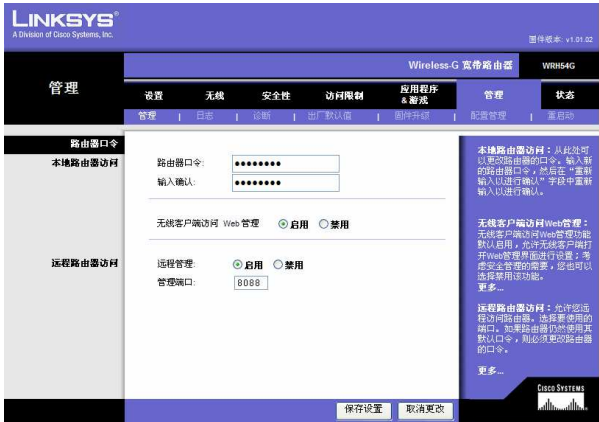 LINKSYS®
A Division of Cisco Systems, Inc.
固件版本: v1.01.02
Wireless-G 宽带路由器
WRH54G
管理
设置
无线
安全性
访问限制
应用程序
& 游戏
管理
状态
管理 | 日志 | 诊断 | 出厂默认值 | 固件升级 | 配置管理 | 重启动
路由器口令
本地路由器访问
路由器口令:
●●●●●●●●
输入确认:
●●●●●●●●
无线客户端访问 Web管理 启用 禁用
远程路由器访问
远程管理: 启用 禁用
管理端口: 8088
本地路由器访问：从此处可
以更改路由器的口令。输入新
的路由器口令，然后在“重新
输入以进行确认”字段中重新
输入以进行确认。
无线客户端访问Web管理：
无线客户端访问Web管理功能
默认启用，允许无线客户端打
开Web管理界面进行设置；考
虑安全管理的需要，您也可以
选择禁用该功能。
更多...
远程路由器访问：允许您远
程访问路由器。选择要使用的
端口。如果路由器仍然使用其
默认口令，则必须更改路由器
的口令。
更多...
保存设置
取消更改
CISCO SYSTEMS